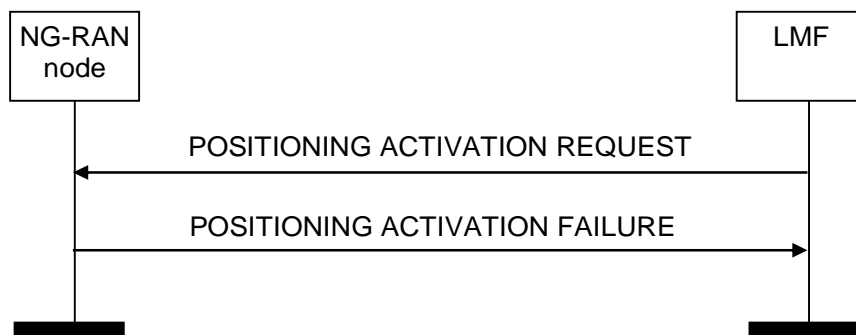 NG-RAN
node
LMF
POSITIONING ACTIVATION REQUEST
POSITIONING ACTIVATION FAILURE